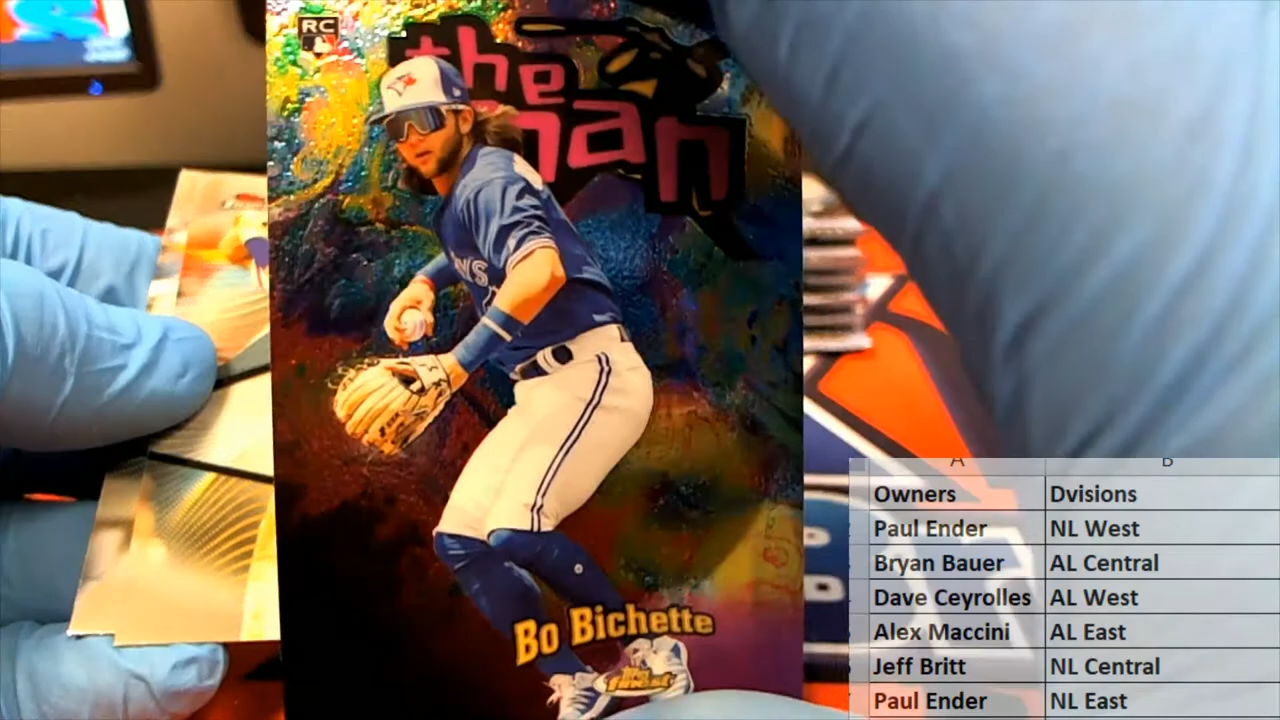 RC
the
man
YS
Bo Bichette
finest
A
B
Owners
Dvisions
Paul Ender
NL West
Bryan Bauer
AL Central
Dave Ceyrolles
AL West
Alex Maccini
AL East
Jeff Britt
NL Central
Paul Ender
NL East